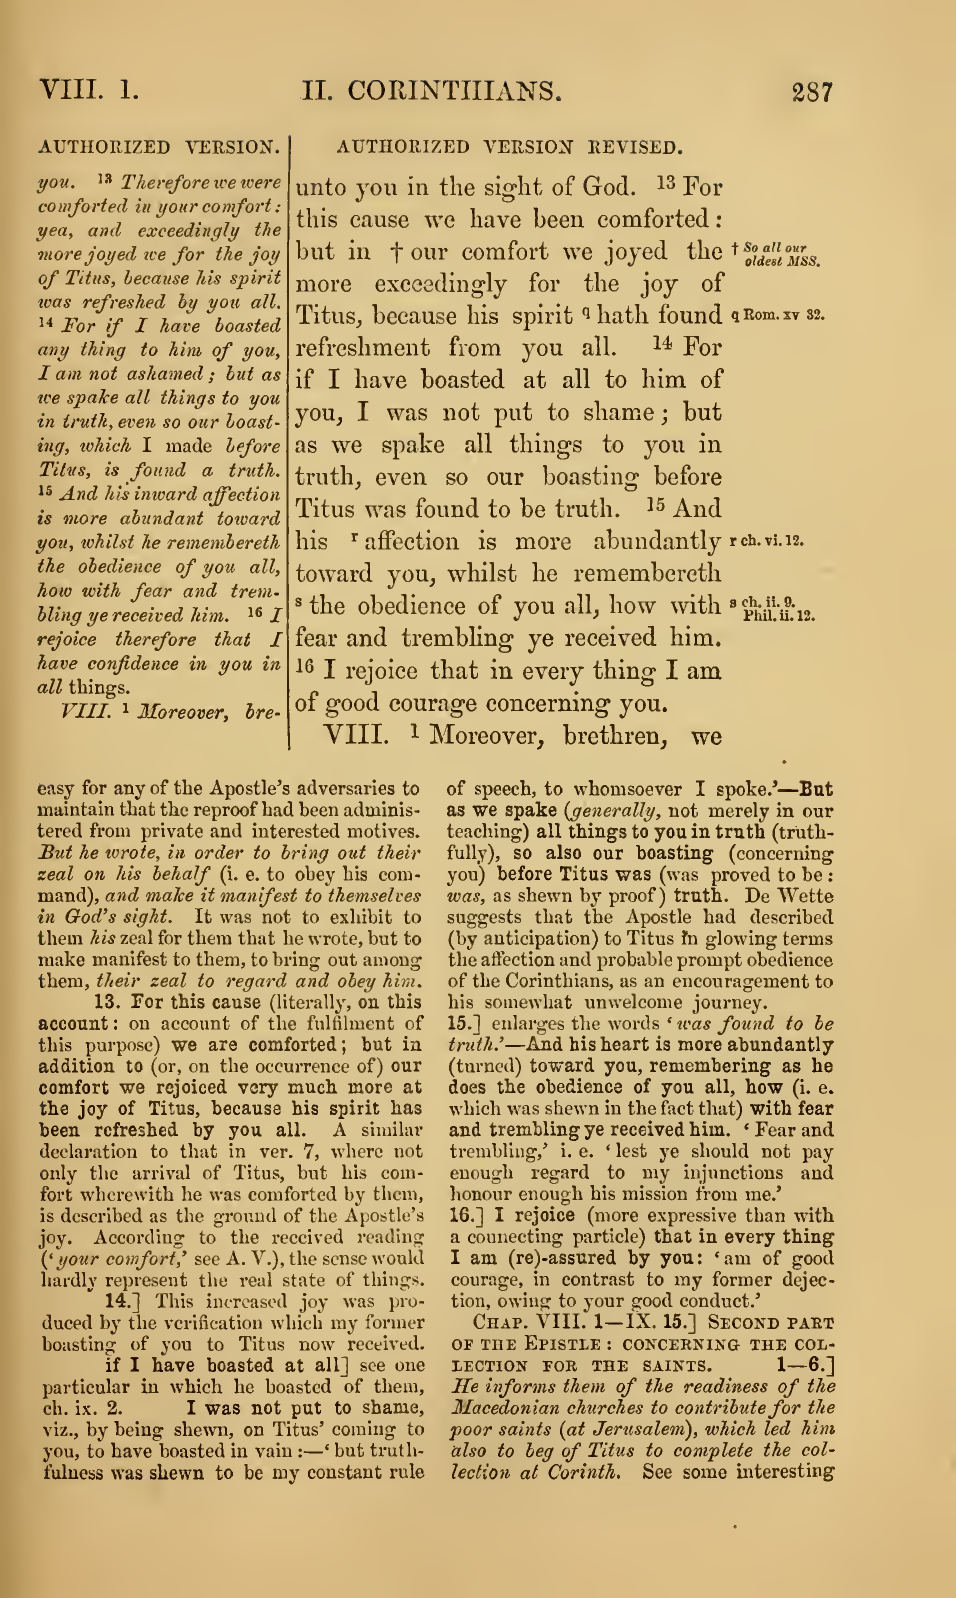 VIII. 1.
II. CORINTHIANS.
287
AUTHORIZED VERSION.
you. 13 Therefore we were
comforted in your comfort:
yea, and exceedingly the
more joyed we for the joy
of Titus, because his spirit
was refreshed by you all.
14 For if I have boasted
any thing to him of you,
I am not ashamed; but as
we spake all things to you
in truth, even so our boast-
ing, which I made before
Titus, is found a truth.
15 And his inward affection
is more abundant toward
you, whilst he remembereth
the obedience of you all,
how with fear and trem-
bling ye received him. 16 I
rejoice therefore that I
have confidence in you in
all things.
VIII. 1 Moreover, bre-
AUTHORIZED VERSION REVISED.
unto you in the sight of God. 13 For
this cause we have been comforted:
but in † our comfort we joyed the
more exceedingly for the joy of
Titus, because his spirit q hath found
refreshment from you all. 14 For
if I have boasted at all to him of
you, I was not put to shame; but
as we spake all things to you in
truth, even so our boasting before
Titus was found to be truth. 15 And
his r affection is more abundantly
toward you, whilst he remembereth
s the obedience of you all, how with
fear and trembling ye received him.
16 I rejoice that in every thing I am
of good courage concerning you.
VIII. 1 Moreover, brethren, we
† So all our
oldest MSS.
q Rom. xv 32.
r ch. vi. 12.
s ch. ii. 9.
Phil. ii. 12.
easy for any of the Apostle's adversaries to
maintain that the reproof had been adminis-
tered from private and interested motives.
But he wrote, in order to bring out their
zeal on his behalf (i. e. to obey his com-
mand), and make it manifest to themselves
in God's sight. It was not to exhibit to
them his zeal for them that he wrote, but to
make manifest to them, to bring out among
them, their zeal to regard and obey him.
13. For this cause (literally, on this
account: on account of the fulfilment of
this purpose) we are comforted; but in
addition to (or, on the occurrence of) our
comfort we rejoiced very much more at
the joy of Titus, because his spirit has
been refreshed by you all. A similar
declaration to that in ver. 7, where not
only the arrival of Titus, but his com-
fort wherewith he was comforted by them,
is described as the ground of the Apostle's
joy. According to the received reading
('your comfort,' see A. V.), the sense would
hardly represent the real state of things.
14.] This increased joy was pro-
duced by the verification which my former
boasting of you to Titus now received.
if I have boasted at all] see one
particular in which he boasted of them,
ch. ix. 2. I was not put to shame,
viz., by being shewn, on Titus' coming to
you, to have boasted in vain:—'but truth-
fulness was shewn to be my constant rule
of speech, to whomsoever I spoke.'—But
as we spake (generally, not merely in our
teaching) all things to you in truth (truth-
fully), so also our boasting (concerning
you) before Titus was (was proved to be:
was, as shewn by proof) truth. De Wette
suggests that the Apostle had described
(by anticipation) to Titus in glowing terms
the affection and probable prompt obedience
of the Corinthians, as an encouragement to
his somewhat unwelcome journey.
15.] enlarges the words 'was found to be
truth.'—And his heart is more abundantly
(turned) toward you, remembering as he
does the obedience of you all, how (i. e.
which was shewn in the fact that) with fear
and trembling ye received him. 'Fear and
trembling,' i. e. 'lest ye should not pay
enough regard to my injunctions and
honour enough his mission from me.'
16.] I rejoice (more expressive than with
a connecting particle) that in every thing
I am (re)-assured by you: 'am of good
courage, in contrast to my former dejec-
tion, owing to your good conduct.'
CHAP. VIII. 1—IX. 15.] SECOND PART
OF THE EPISTLE: CONCERNING THE COL-
LECTION FOR THE SAINTS. 1—6.]
He informs them of the readiness of the
Macedonian churches to contribute for the
poor saints (at Jerusalem), which led him
also to beg of Titus to complete the col-
lection at Corinth. See some interesting